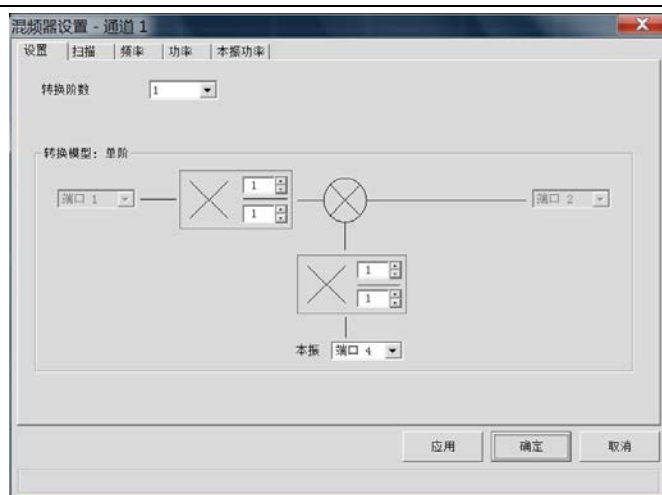 混频器设置 - 通道 1
设置 扫描 频率 功率 本振功率
转换阶数 1
转换模型: 单阶
端口 1 1 端口 2
1
1
1
本振 端口 4
应用 确定 取消